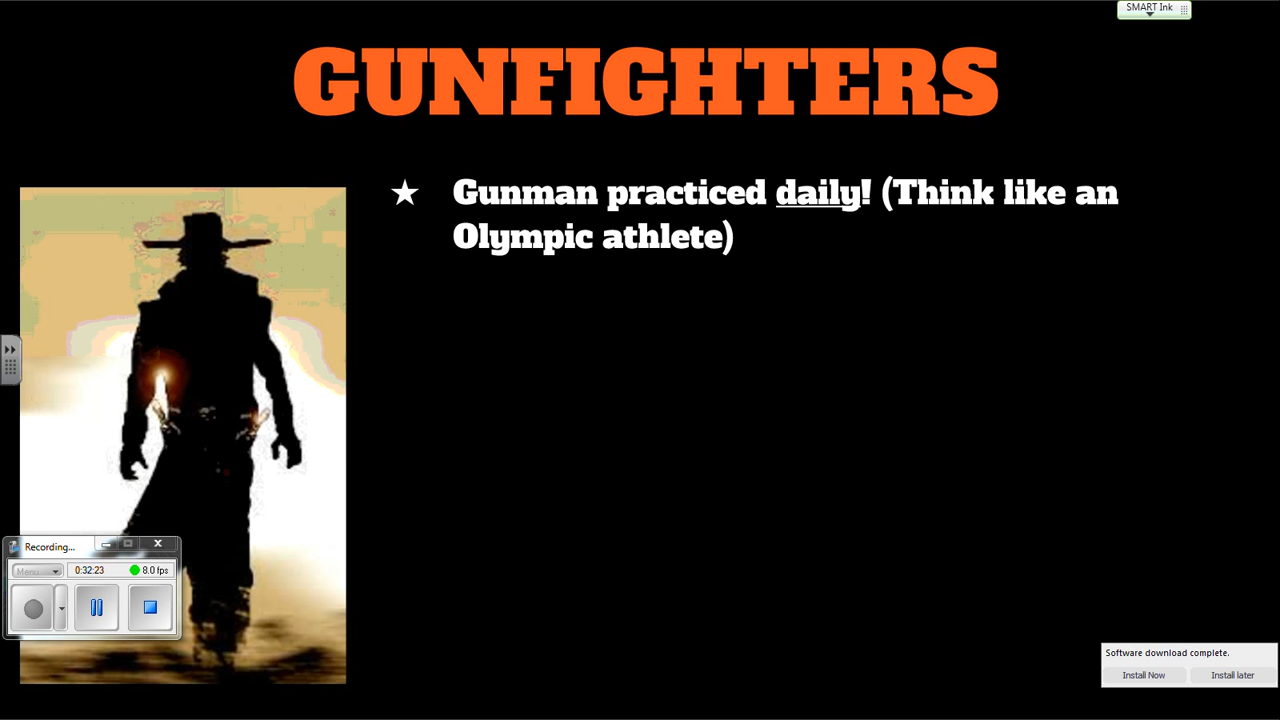 SMART Ink
GUNFIGHTERS
★ Gunman practiced daily! (Think like an
Olympic athlete)
Recording...
Menu
0:32:23
8.0 fps
Software download complete.
Install Now
Install later